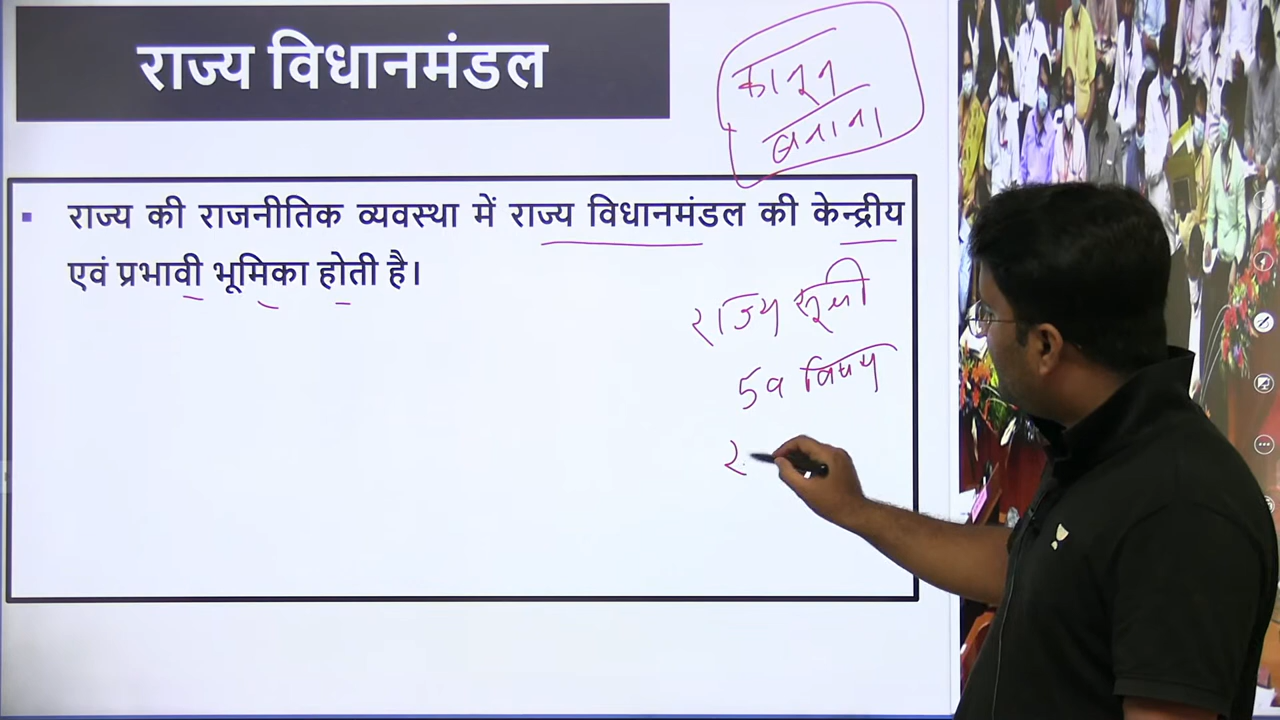 राज्य विधानमंडल
कानून
बनाना
राज्य की राजनीतिक व्यवस्था में राज्य विधानमंडल की केन्द्रीय
एवं प्रभावी भूमिका होती है।
राज्य सूची
59 विषय